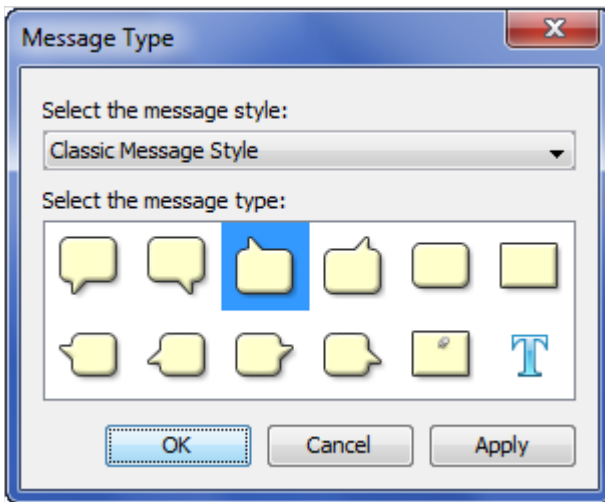 Message Type
Select the message style:
Classic Message Style
Select the message type:
T
OK Cancel Apply